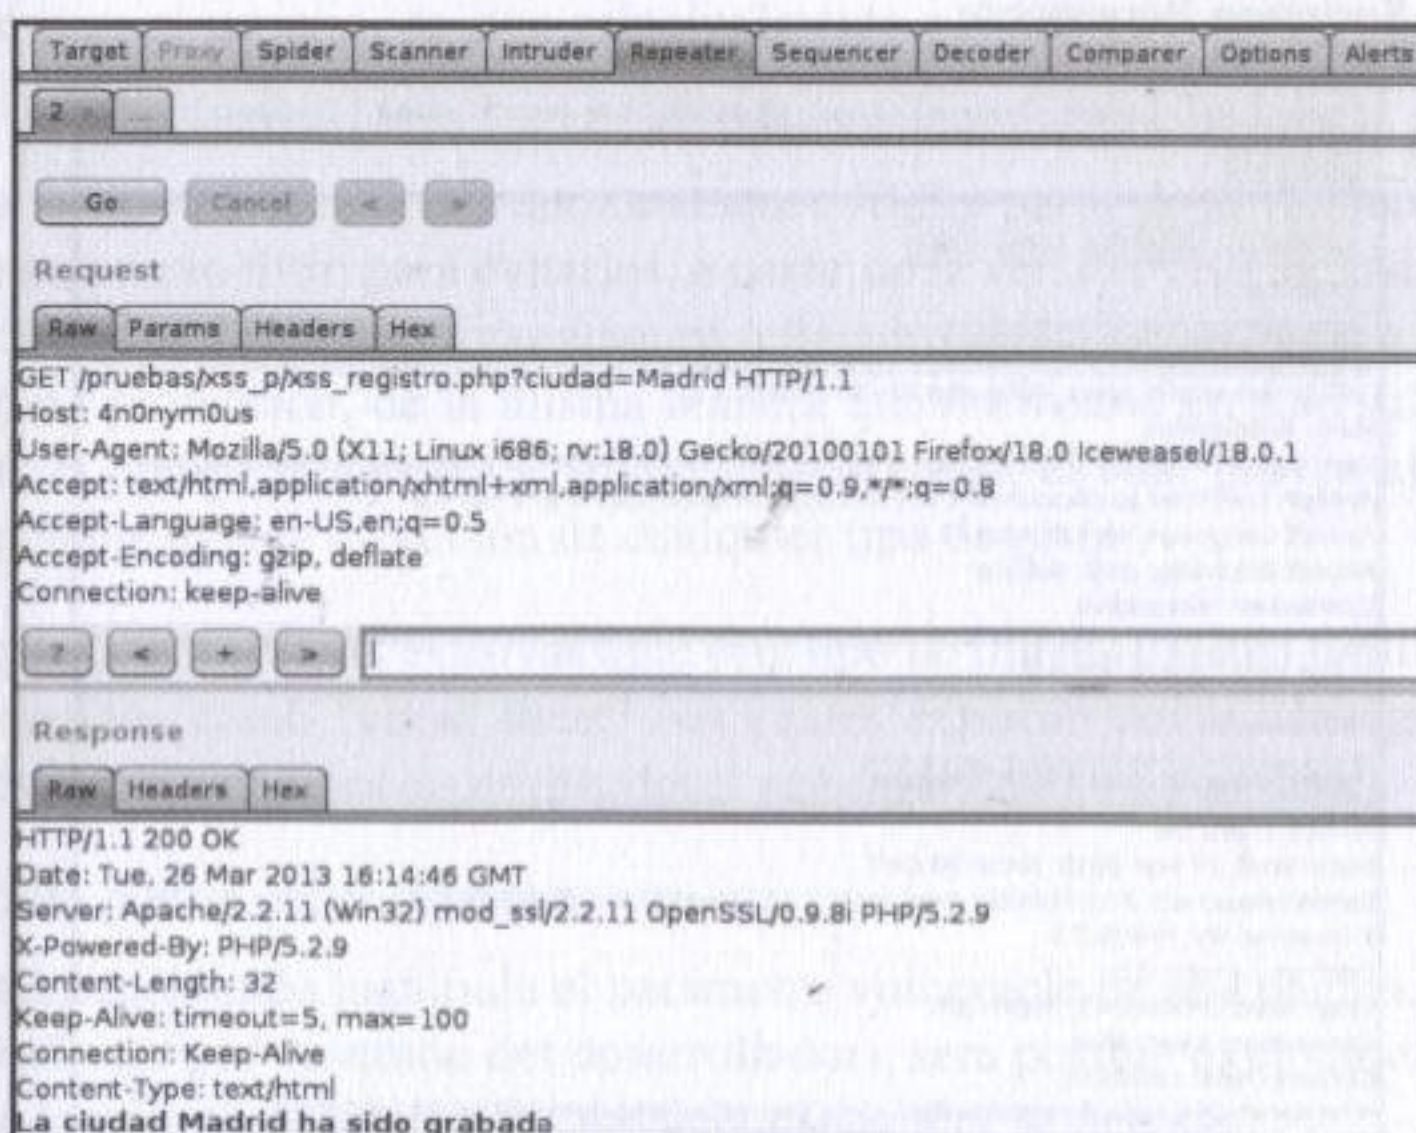 Target Proxy Spider Scanner Intruder Repeater Sequencer Decoder Comparer Options Alerts
2 ...
Go Cancel < >
Request
Raw Params Headers Hex
GET /pruebas/xss_p/xss_registro.php?ciudad=Madrid HTTP/1.1
Host: 4n0nym0us
User-Agent: Mozilla/5.0 (X11; Linux i686; rv:18.0) Gecko/20100101 Firefox/18.0 Iceweasel/18.0.1
Accept: text/html,application/xhtml+xml,application/xml;q=0.9,*/*;q=0.8
Accept-Language: en-US,en;q=0.5
Accept-Encoding: gzip, deflate
Connection: keep-alive
? < + >
Response
Raw Headers Hex
HTTP/1.1 200 OK
Date: Tue, 26 Mar 2013 16:14:46 GMT
Server: Apache/2.2.11 (Win32) mod_ssl/2.2.11 OpenSSL/0.9.8i PHP/5.2.9
X-Powered-By: PHP/5.2.9
Content-Length: 32
Keep-Alive: timeout=5, max=100
Connection: Keep-Alive
Content-Type: text/html
La ciudad Madrid ha sido grabada